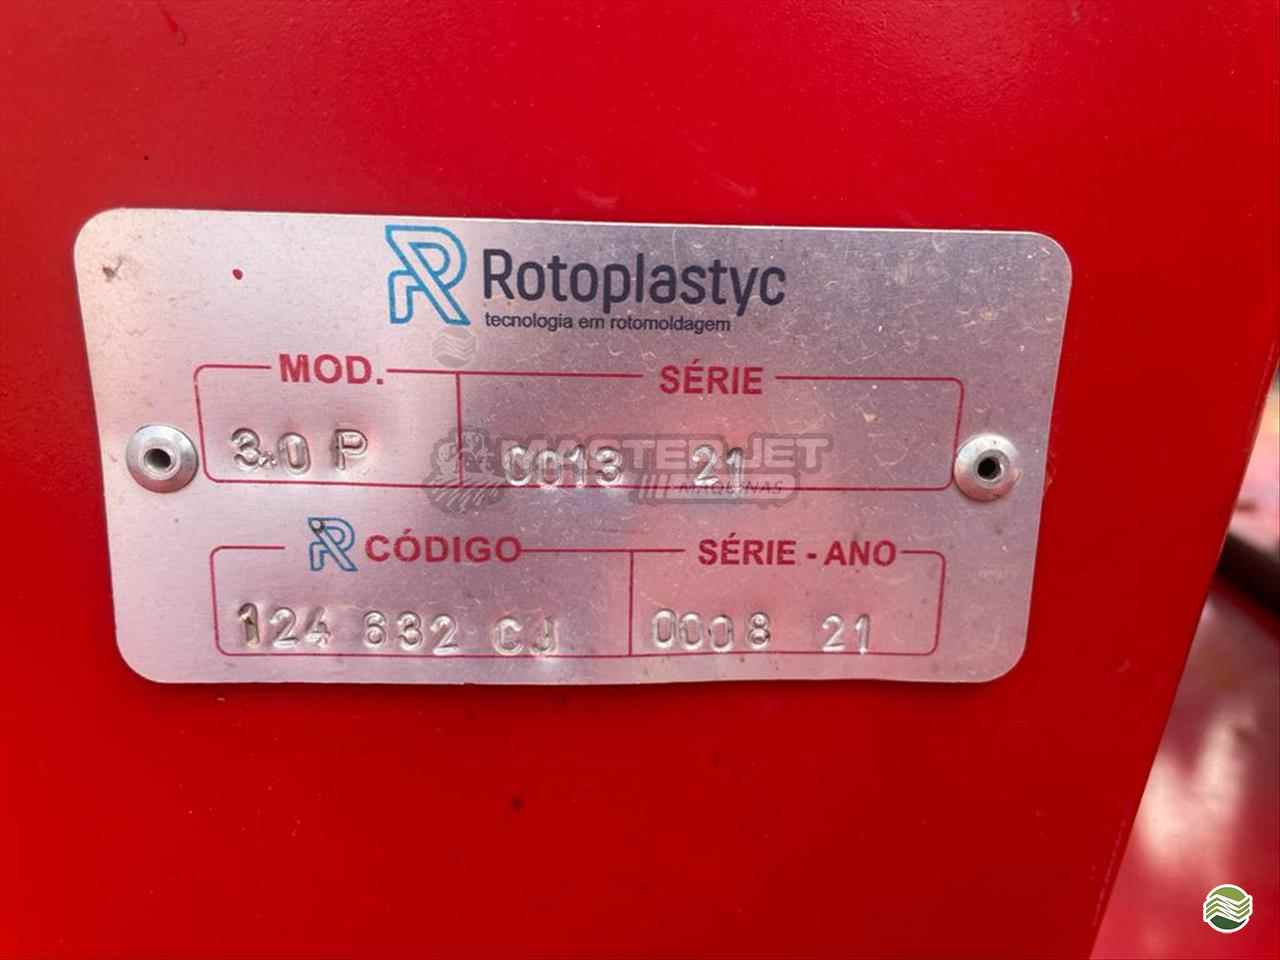 Rotoplastyc
tecnologia em rotomoldagem
MOD. SÉRIE
3.0 P 0013 21
MASTER JET
MÁQUINAS
CÓDIGO SÉRIE - ANO
124 632 CJ 0008 21